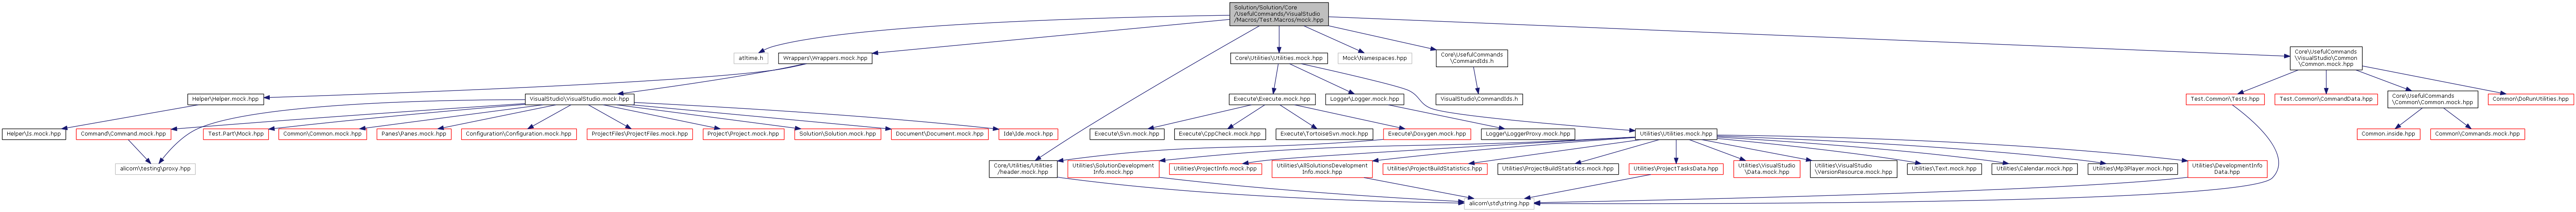 Solution/Solution/Core
/UsefulCommands/VisualStudio
/Macros/Test.Macros/mock.hpp
atltime.h
Wrappers\Wrappers.mock.hpp
Core\Utilities\Utilities.mock.hpp
Mock\Namespaces.hpp
Core\UsefulCommands
\CommandIds.h
Core\UsefulCommands
\VisualStudio\Common
\Common.mock.hpp
Helper\Helper.mock.hpp
VisualStudio\VisualStudio.mock.hpp
Execute\Execute.mock.hpp
Logger\Logger.mock.hpp
VisualStudio\CommandIds.h
Test.Common\Tests.hpp
Test.Common\CommandData.hpp
Core\UsefulCommands
\Common\Common.mock.hpp
Common\DoRunUtilities.hpp
Helper\Is.mock.hpp
Command\Command.mock.hpp
Test.Part\Mock.hpp
Common\Common.mock.hpp
Panes\Panes.mock.hpp
Configuration\Configuration.mock.hpp
ProjectFiles\ProjectFiles.mock.hpp
Project\Project.mock.hpp
Solution\Solution.mock.hpp
Document\Document.mock.hpp
Ide\Ide.mock.hpp
Execute\Svn.mock.hpp
Execute\CppCheck.mock.hpp
Execute\TortoiseSvn.mock.hpp
Execute\Doxygen.mock.hpp
Logger\LoggerProxy.mock.hpp
Utilities\Utilities.mock.hpp
Common.inside.hpp
Common\Commands.mock.hpp
alicorn\testing\proxy.hpp
Core/Utilities/Utilities
/header.mock.hpp
Utilities\SolutionDevelopment
Info.mock.hpp
Utilities\ProjectInfo.mock.hpp
Utilities\AllSolutionsDevelopment
Info.mock.hpp
Utilities\ProjectBuildStatistics.hpp
Utilities\ProjectBuildStatistics.mock.hpp
Utilities\ProjectTasksData.hpp
Utilities\VisualStudio
\Data.mock.hpp
Utilities\VisualStudio
\VersionResource.mock.hpp
Utilities\Text.mock.hpp
Utilities\Calendar.mock.hpp
Utilities\Mp3Player.mock.hpp
Utilities\DevelopmentInfo
Data.hpp
alicorn\std\string.hpp